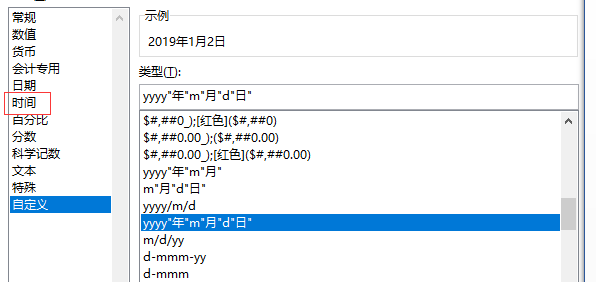 常规
数值
货币
会计专用
日期
时间
百分比
分数
科学记数
文本
特殊
自定义
示例
2019年1月2日
类型(T):
yyyy"年"m"月"d"日"
$#,##0_);[红色]($#,##0)
$#,##0.00_);($#,##0.00)
$#,##0.00_);[红色]($#,##0.00)
yyyy"年"m"月"
m"月"d"日"
yyyy/m/d
yyyy"年"m"月"d"日"
m/d/yy
d-mmm-yy
d-mmm